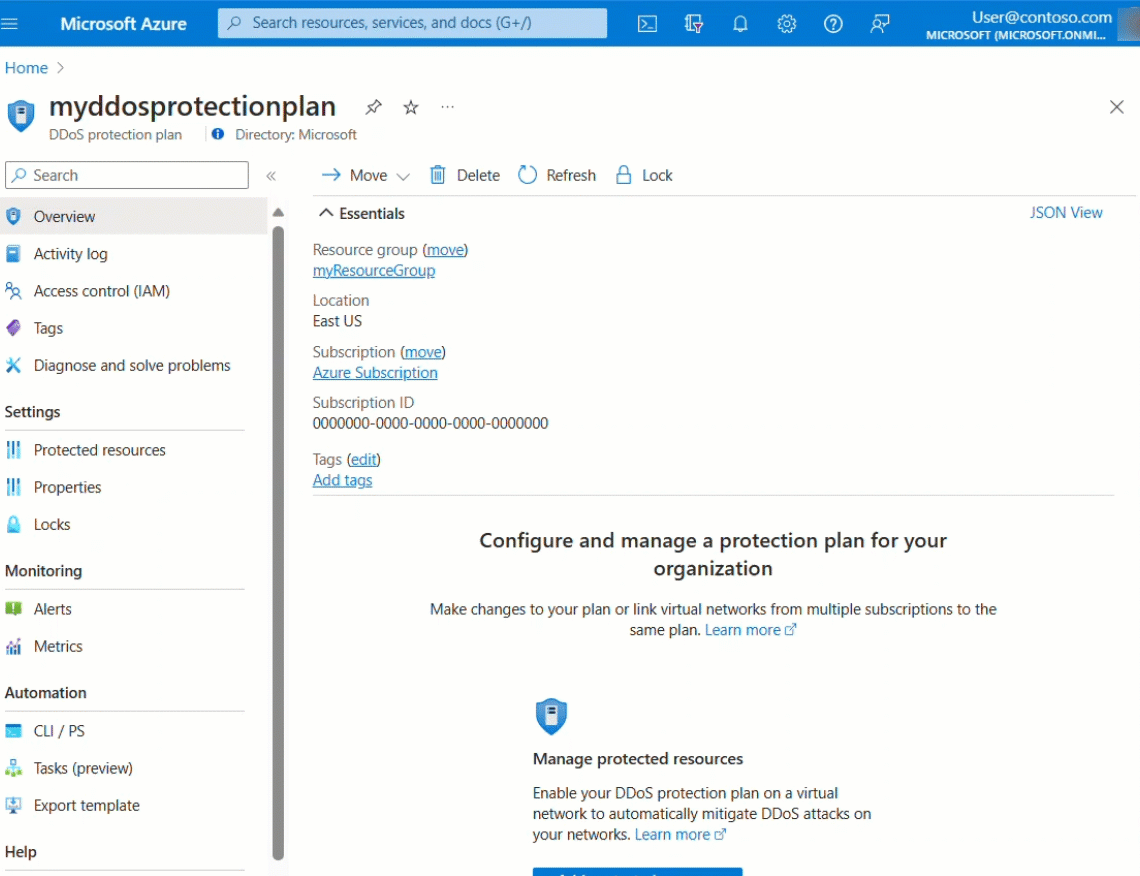 Microsoft Azure
Search resources, services, and docs (G+/)
User@contoso.com
MICROSOFT (MICROSOFT.ONMI...
Home
myddosprotectionplan
DDoS protection plan
Directory: Microsoft
Search
Move
Delete
Refresh
Lock
Overview
Activity log
Access control (IAM)
Tags
Diagnose and solve problems
Settings
Protected resources
Properties
Locks
Monitoring
Alerts
Metrics
Automation
CLI / PS
Tasks (preview)
Export template
Help
Essentials
JSON View
Resource group (move)
myResourceGroup
Location
East US
Subscription (move)
Azure Subscription
Subscription ID
0000000-0000-0000-0000-0000000
Tags (edit)
Add tags
Configure and manage a protection plan for your
organization
Make changes to your plan or link virtual networks from multiple subscriptions to the
same plan. Learn more
Manage protected resources
Enable your DDoS protection plan on a virtual
network to automatically mitigate DDoS attacks on
your networks. Learn more